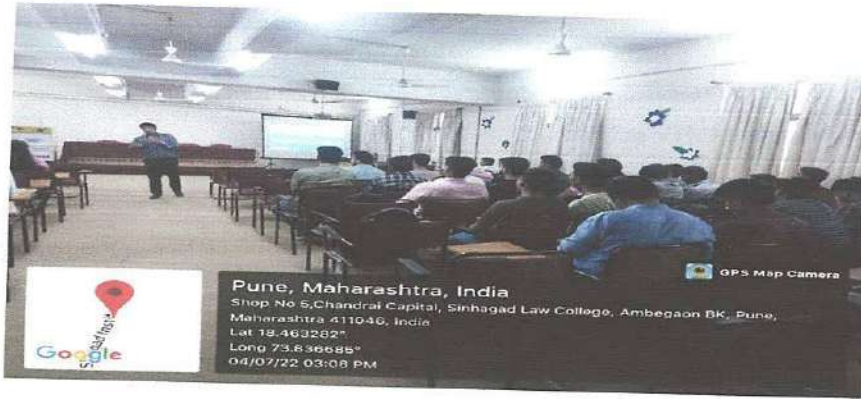 GPS Map Camera
Pune, Maharashtra, India
Shop No 5,Chandrai Capital, Sinhagad Law College, Ambegaon BK, Pune,
Maharashtra 411046, India
Lat 18.463282°
Long 73.836685°
04/07/22 03:08 PM
Google